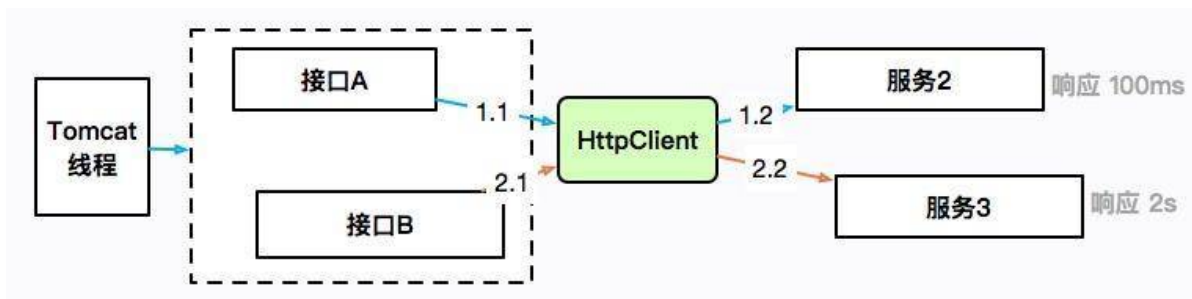 Tomcat
线程
接口A
接口B
1.1
2.1
HttpClient
1.2
2.2
服务2
响应 100ms
服务3
响应 2s